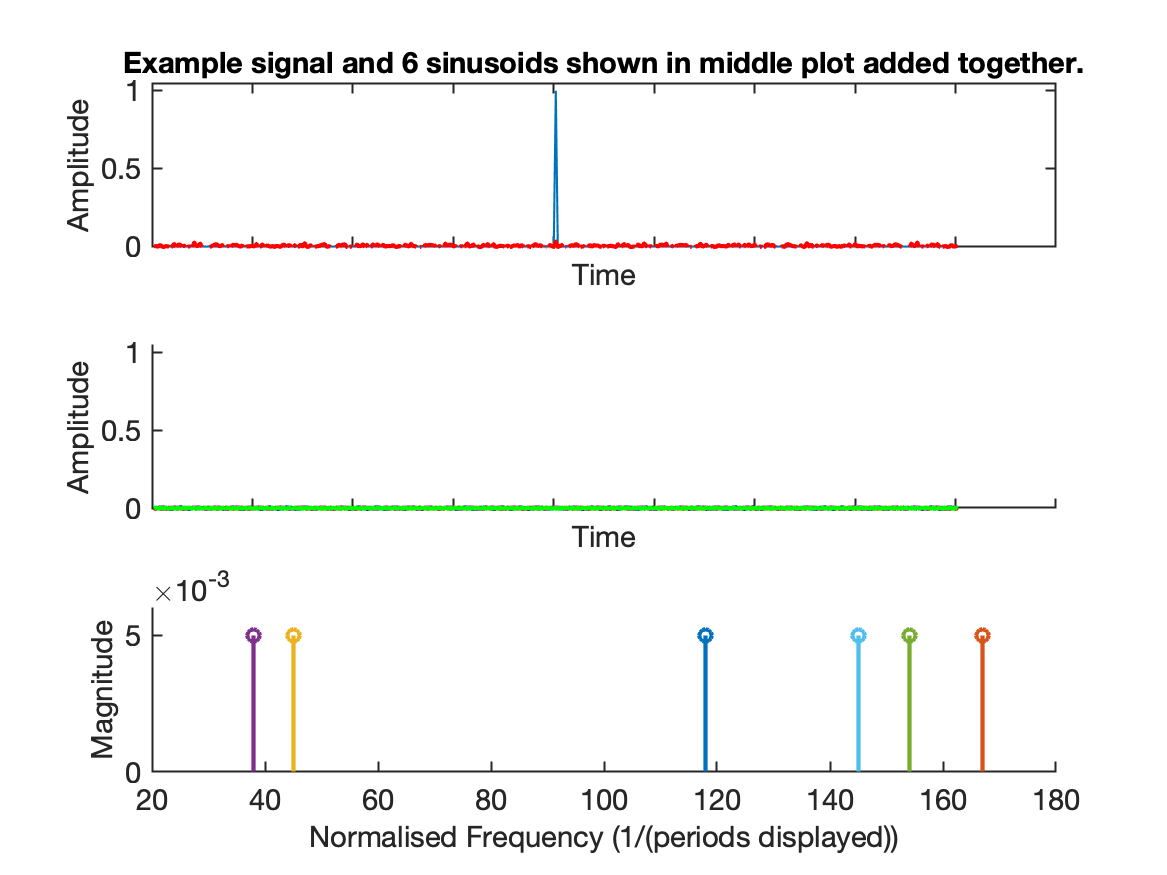 Example signal and 6 sinusoids shown in middle plot added together.
1
0.5
0
Amplitude
Time
1
0.5
0
Amplitude
Time
×10-3
5
0
Magnitude
20 40 60 80 100 120 140 160 180
Normalised Frequency (1/(periods displayed))